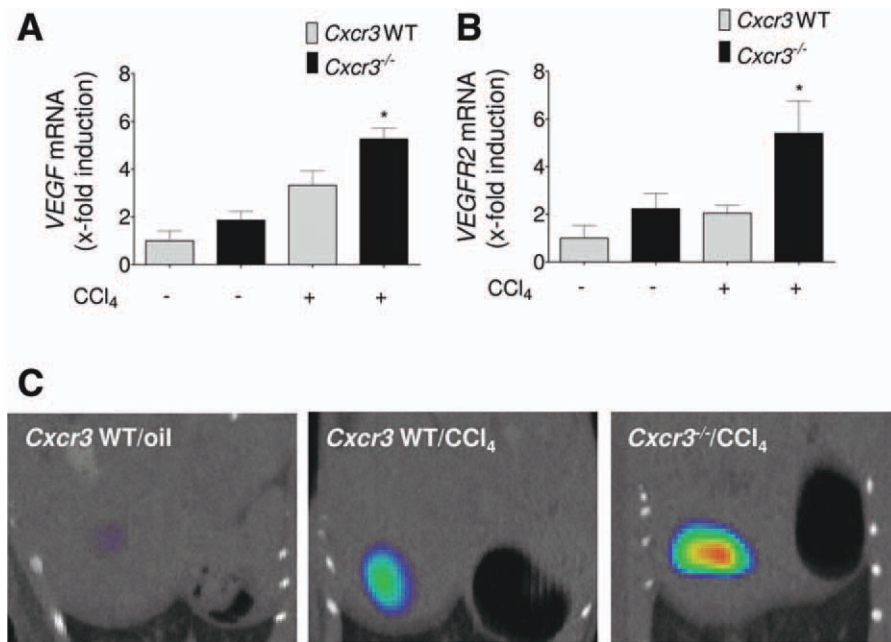 A
Cxcr3 WT
Cxcr3-/-
VEGF mRNA
(x-fold induction)
8
6
4
2
0
*
CCl4 - - + +
B
Cxcr3 WT
Cxcr3-/-
VEGFR2 mRNA
(x-fold induction)
8
6
4
2
0
*
CCl4 - - + +
C
Cxcr3 WT/oil
Cxcr3 WT/CCl4
Cxcr3-/-/CCl4